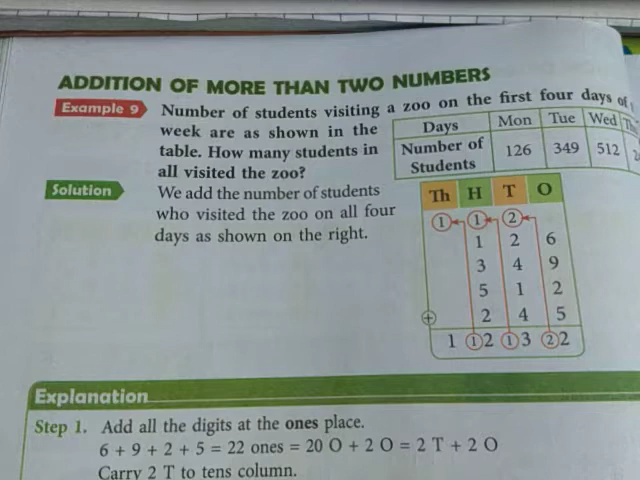 ADDITION OF MORE THAN TWO NUMBERS
Example 9 Number of students visiting a zoo on the first four days of
week are as shown in the
table. How many students in
all visited the zoo?
Days Mon Tue Wed
Number of Students 126 349 512
Solution We add the number of students
who visited the zoo on all four
days as shown on the right.
Th H T O
1 1 2
1 2 6
3 4 9
5 1 2
+ 2 4 5
1 12 13 22
Explanation
Step 1. Add all the digits at the ones place.
6 + 9 + 2 + 5 = 22 ones = 20 O + 2 O = 2 T + 2 O
Carry 2 T to tens column.